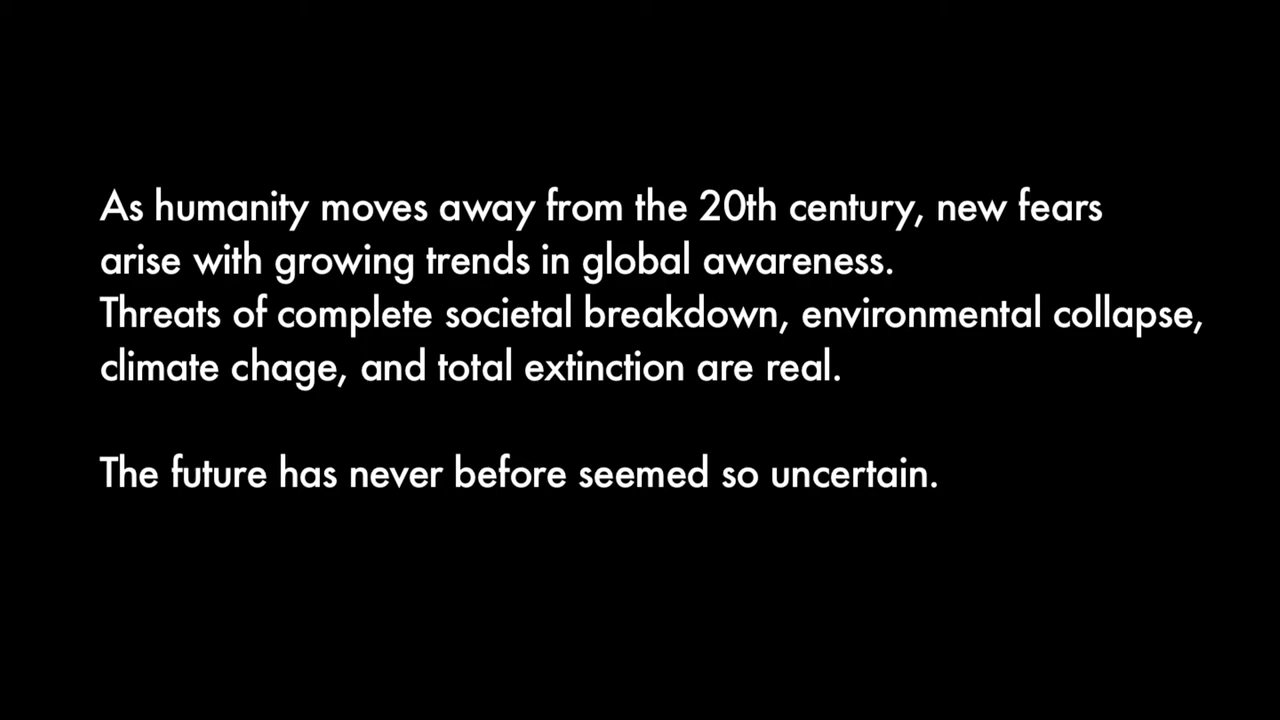 As humanity moves away from the 20th century, new fears
arise with growing trends in global awareness.
Threats of complete societal breakdown, environmental collapse,
climate chage, and total extinction are real.
The future has never before seemed so uncertain.